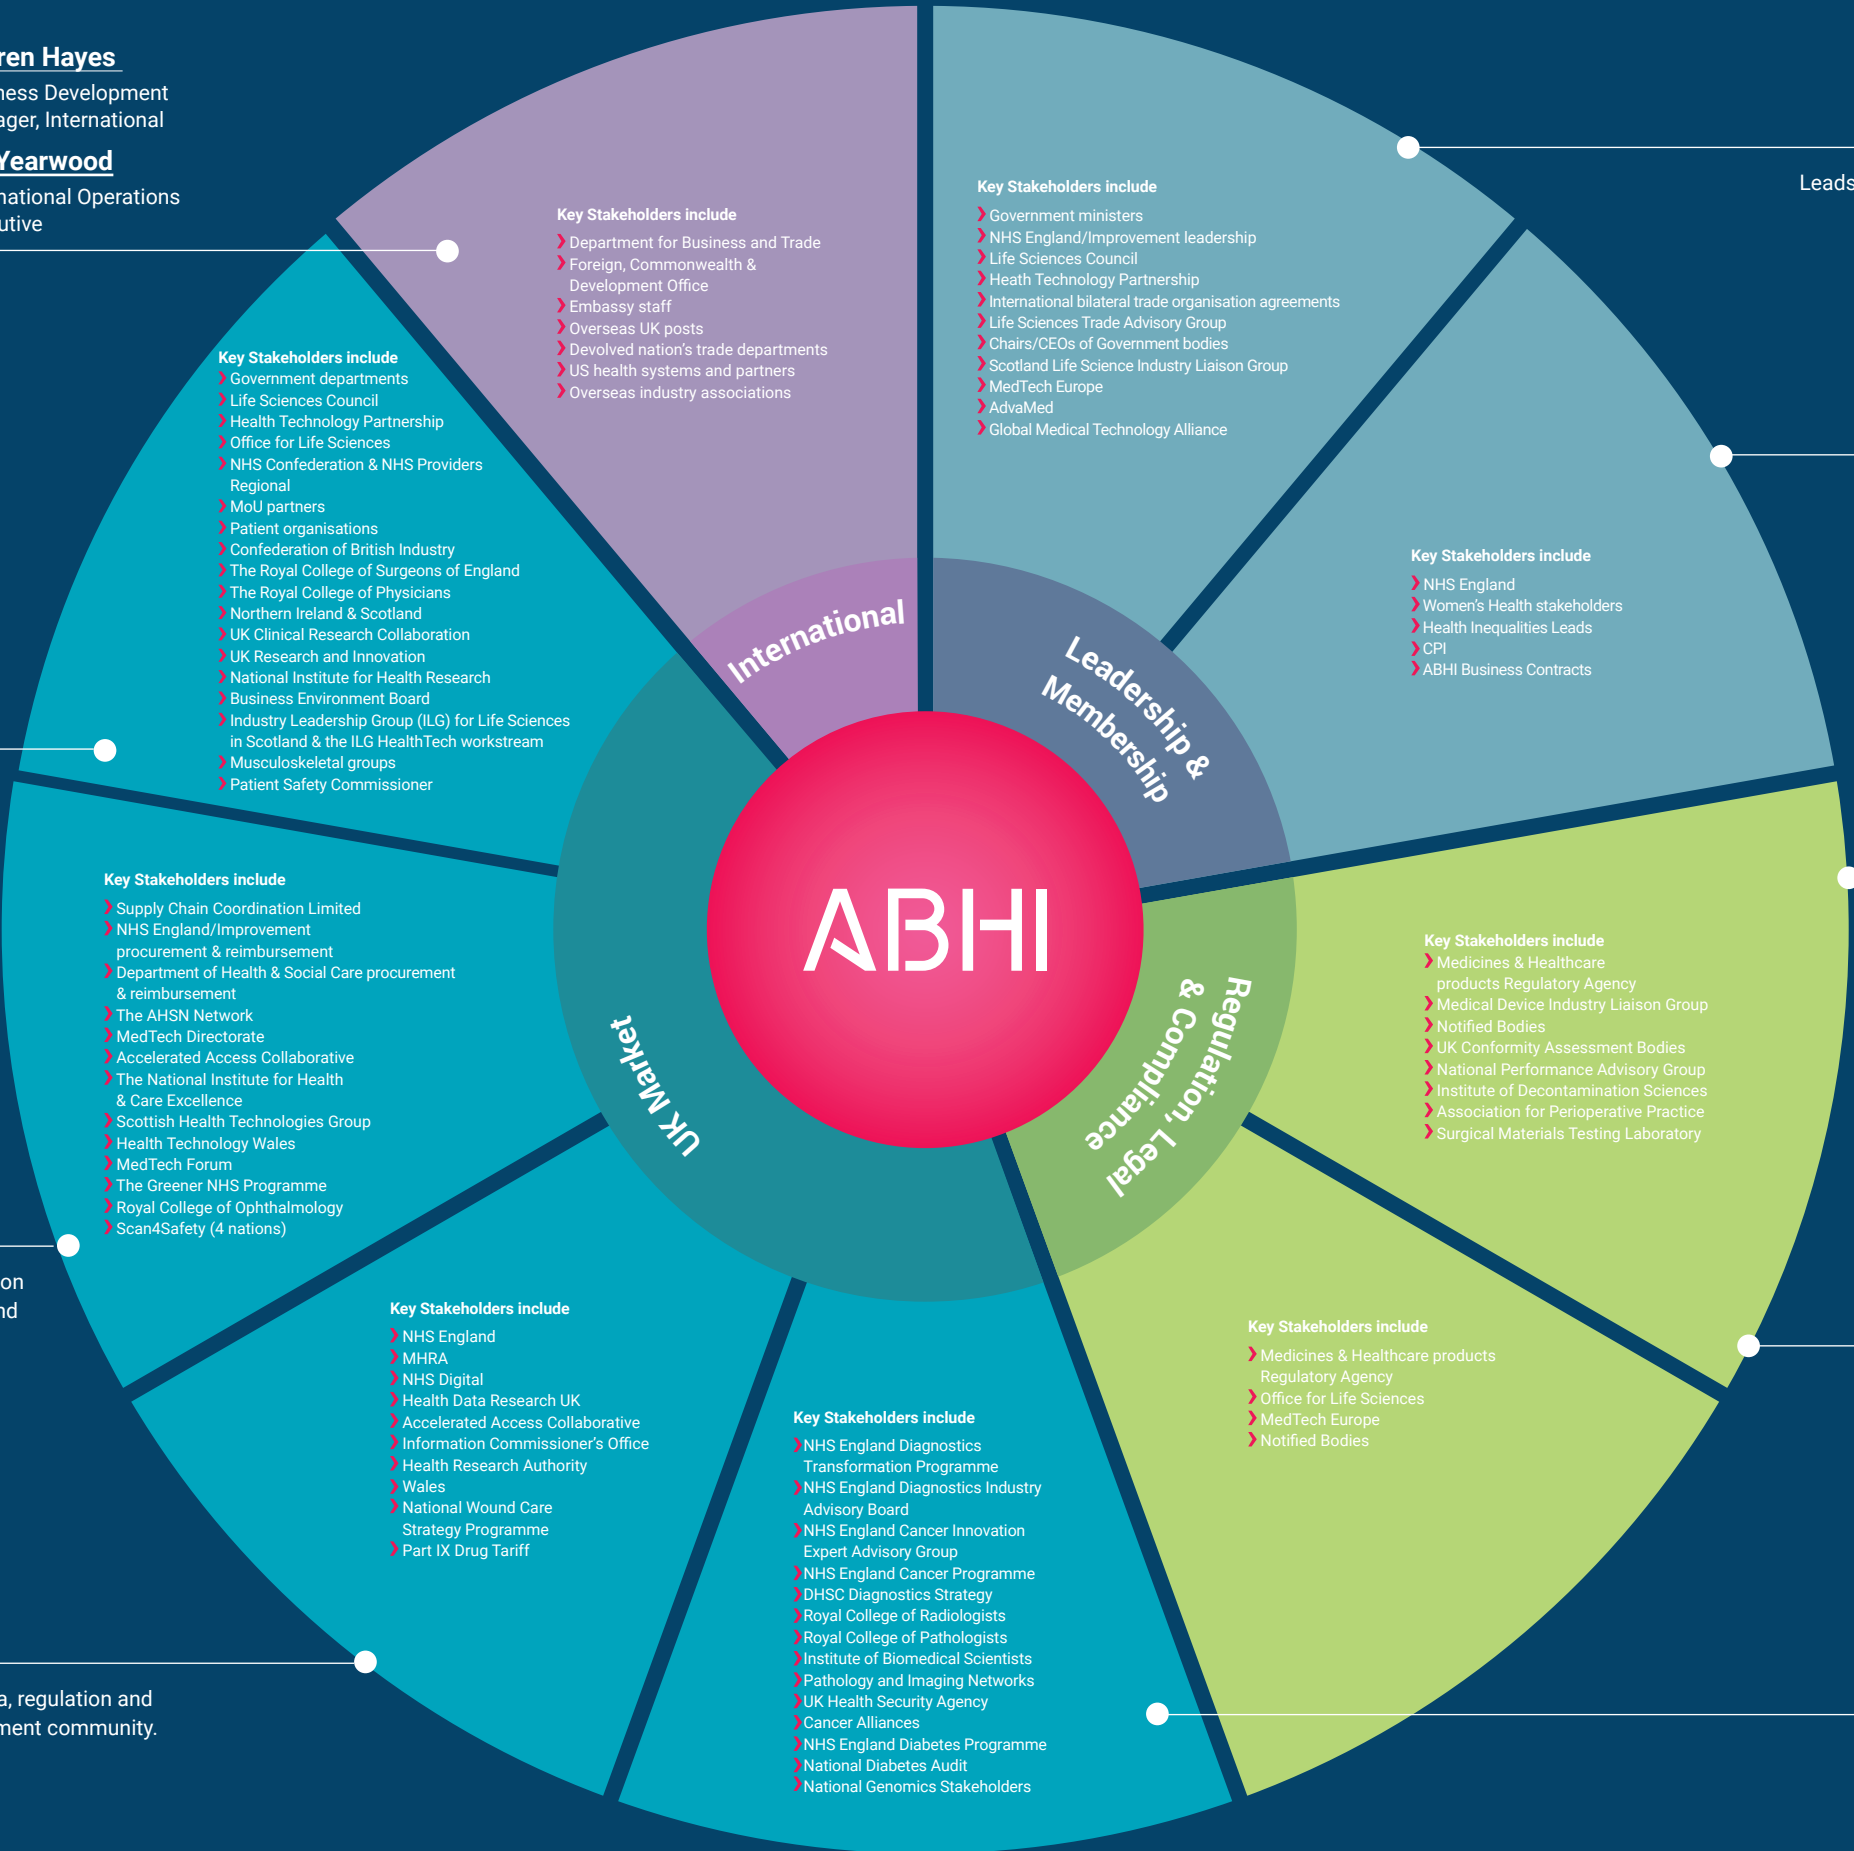 ren Hayes
ness Development
ager, International
Yearwood
national Operations
utive
Key Stakeholders include
Department for Business and Trade
Foreign, Commonwealth &
Development Office
Embassy staff
Overseas UK posts
Devolved nation's trade departments
US health systems and partners
Overseas industry associations
Key Stakeholders include
Government ministers
NHS England/Improvement leadership
Life Sciences Council
Heath Technology Partnership
International bilateral trade organisation agreements
Life Sciences Trade Advisory Group
Chairs/CEOs of Government bodies
Scotland Life Science Industry Liaison Group
MedTech Europe
AdvaMed
Global Medical Technology Alliance
Leads
Key Stakeholders include
Government departments
Life Sciences Council
Health Technology Partnership
Office for Life Sciences
NHS Confederation & NHS Providers
Regional
MoU partners
Patient organisations
Confederation of British Industry
The Royal College of Surgeons of England
The Royal College of Physicians
Northern Ireland & Scotland
UK Clinical Research Collaboration
UK Research and Innovation
National Institute for Health Research
Business Environment Board
Industry Leadership Group (ILG) for Life Sciences
in Scotland & the ILG HealthTech workstream
Musculoskeletal groups
Patient Safety Commissioner
Key Stakeholders include
NHS England
Women's Health stakeholders
Health Inequalities Leads
CPI
ABHI Business Contracts
International
Leadership &
Membership
ABHI
UK Market
Regulation, Legal
& Compliance
Key Stakeholders include
Supply Chain Coordination Limited
NHS England/Improvement
procurement & reimbursement
Department of Health & Social Care procurement
& reimbursement
The AHSN Network
MedTech Directorate
Accelerated Access Collaborative
The National Institute for Health
& Care Excellence
Scottish Health Technologies Group
Health Technology Wales
MedTech Forum
The Greener NHS Programme
Royal College of Ophthalmology
Scan4Safety (4 nations)
Key Stakeholders include
Medicines & Healthcare
products Regulatory Agency
Medical Device Industry Liaison Group
Notified Bodies
UK Conformity Assessment Bodies
National Performance Advisory Group
Institute of Decontamination Sciences
Association for Perioperative Practice
Surgical Materials Testing Laboratory
on
nd
Key Stakeholders include
NHS England
MHRA
NHS Digital
Health Data Research UK
Accelerated Access Collaborative
Information Commissioner's Office
Health Research Authority
Wales
National Wound Care
Strategy Programme
Part IX Drug Tariff
Key Stakeholders include
Medicines & Healthcare products
Regulatory Agency
Office for Life Sciences
MedTech Europe
Notified Bodies
Key Stakeholders include
NHS England Diagnostics
Transformation Programme
NHS England Diagnostics Industry
Advisory Board
NHS England Cancer Innovation
Expert Advisory Group
NHS England Cancer Programme
DHSC Diagnostics Strategy
Royal College of Radiologists
Royal College of Pathologists
Institute of Biomedical Scientists
Pathology and Imaging Networks
UK Health Security Agency
Cancer Alliances
NHS England Diabetes Programme
National Diabetes Audit
National Genomics Stakeholders
a, regulation and
ment community.